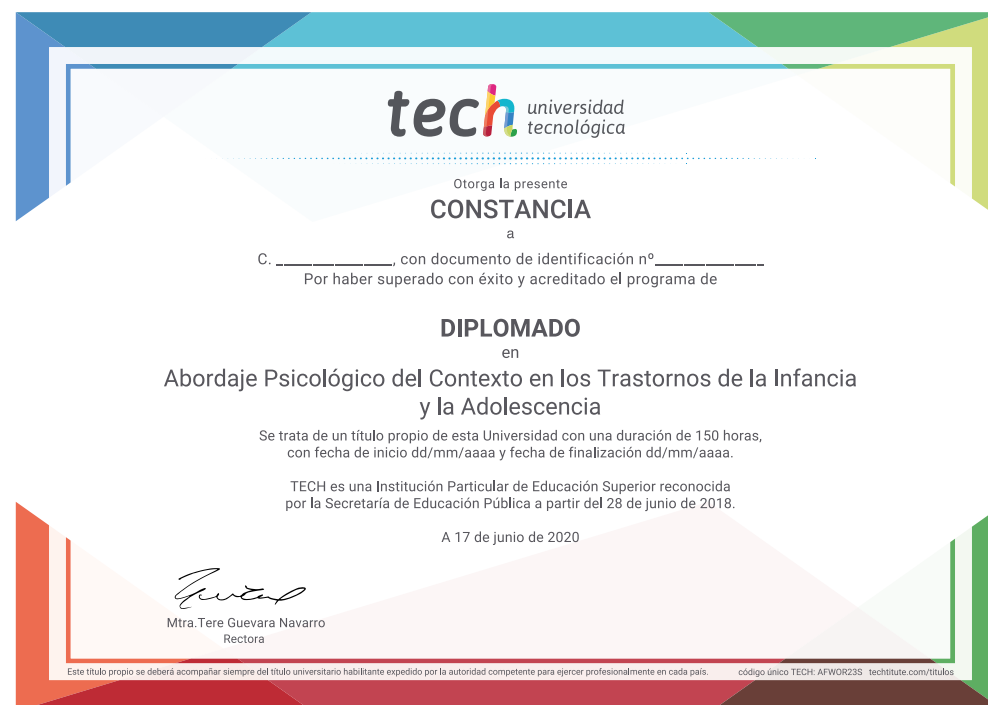 tech universidad
tecnológica
Otorga la presente
CONSTANCIA
a
C. ____________, con documento de identificación nº____________
Por haber superado con éxito y acreditado el programa de
DIPLOMADO
en
Abordaje Psicológico del Contexto en los Trastornos de la Infancia
y la Adolescencia
Se trata de un título propio de esta Universidad con una duración de 150 horas,
con fecha de inicio dd/mm/aaaa y fecha de finalización dd/mm/aaaa.
TECH es una Institución Particular de Educación Superior reconocida
por la Secretaría de Educación Pública a partir del 28 de junio de 2018.
A 17 de junio de 2020
Mtra.Tere Guevara Navarro
Rectora
Este título propio se deberá acompañar siempre del título universitario habilitante expedido por la autoridad competente para ejercer profesionalmente en cada país. código único TECH: AFWOR23S techtitute.com/titulos